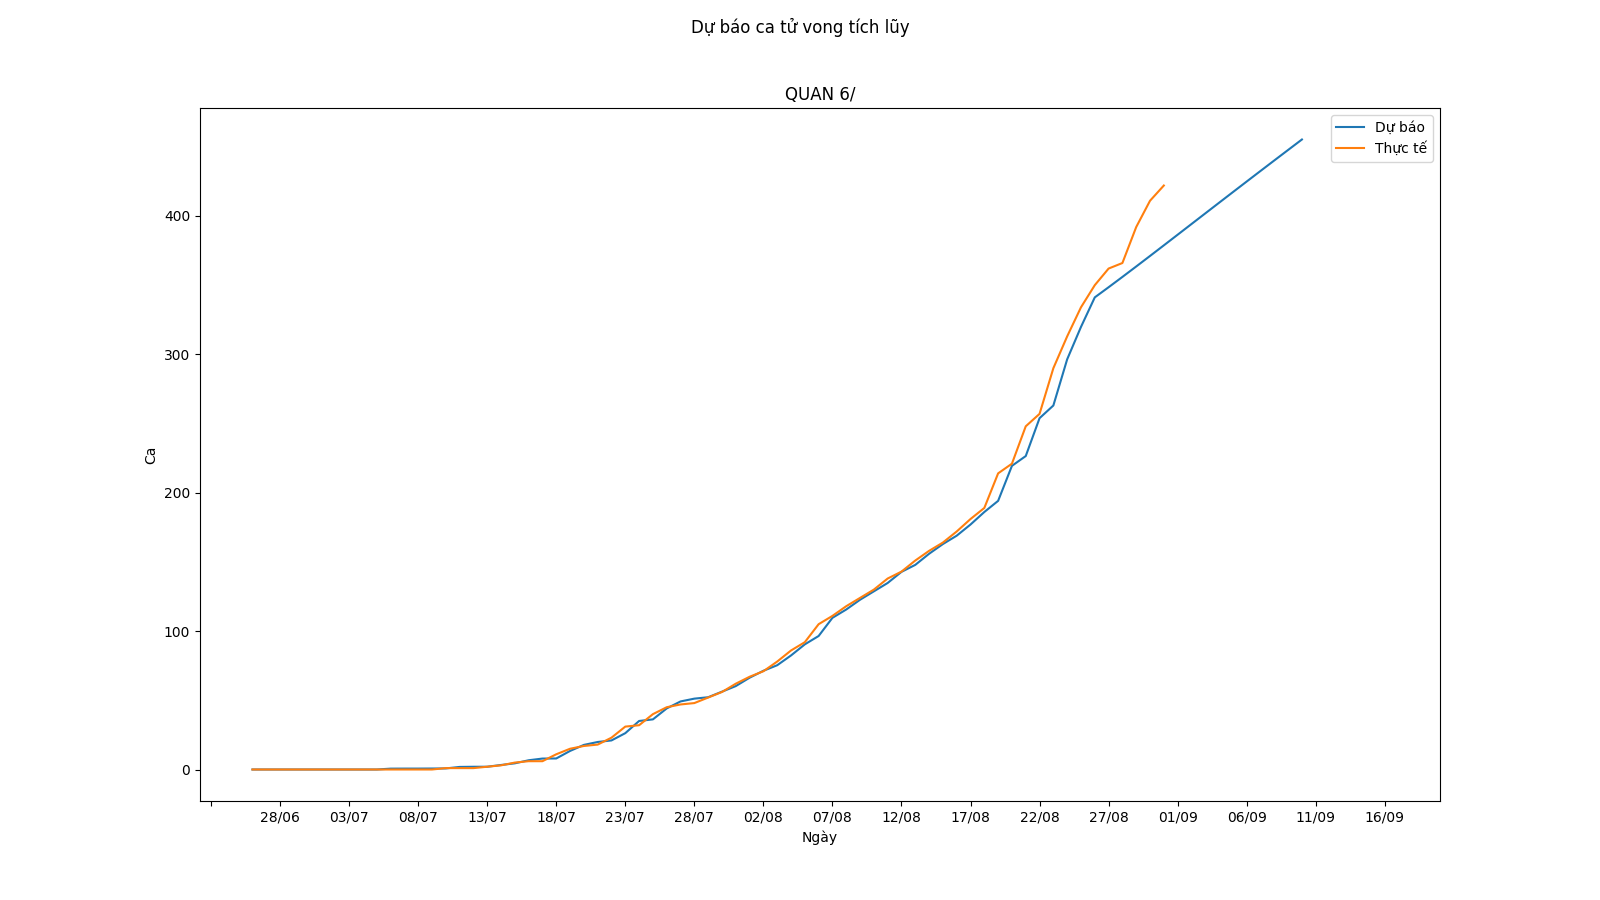 Dự báo ca tử vong tích lũy
QUAN 6/
Dự báo
Thực tế
400
300
200
100
0
Ca
28/06 03/07 08/07 13/07 18/07 23/07 28/07 02/08 07/08 12/08 17/08 22/08 27/08 01/09 06/09 11/09 16/09
Ngày